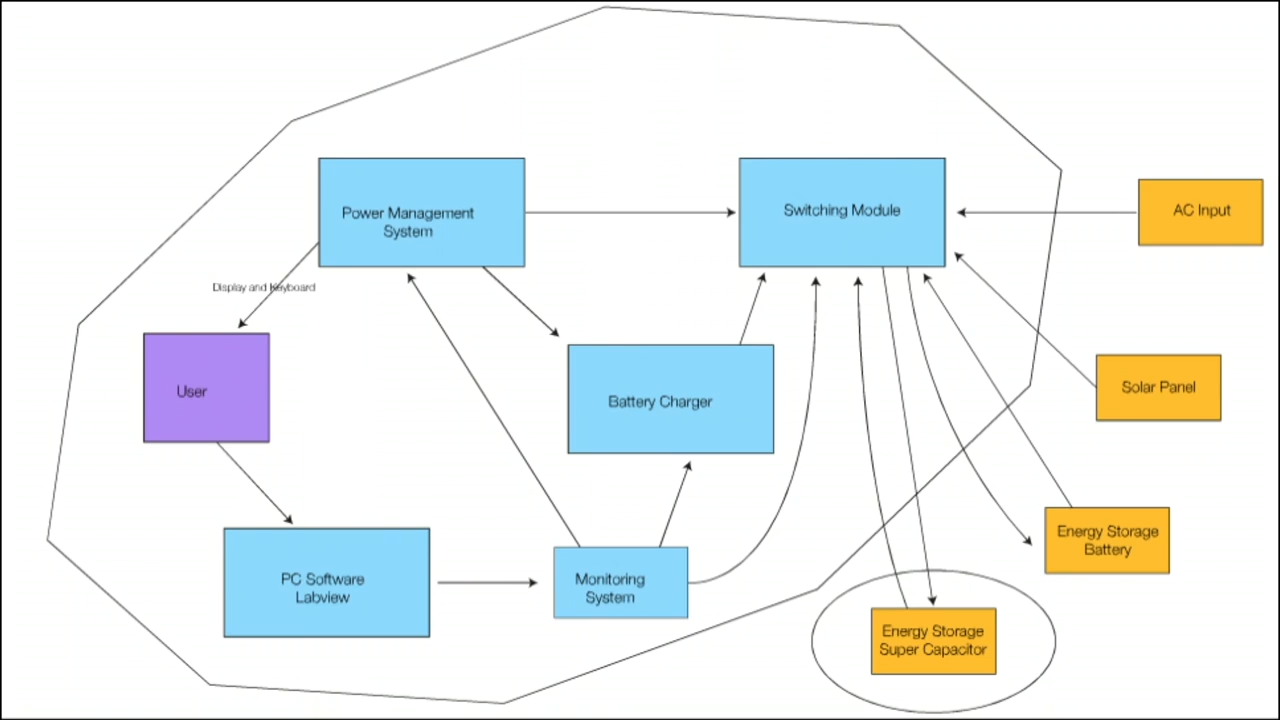 Power Management
System
Switching Module
AC Input
Display and Keyboard
User
Battery Charger
Solar Panel
PC Software
Labview
Monitoring
System
Energy Storage
Battery
Energy Storage
Super Capacitor